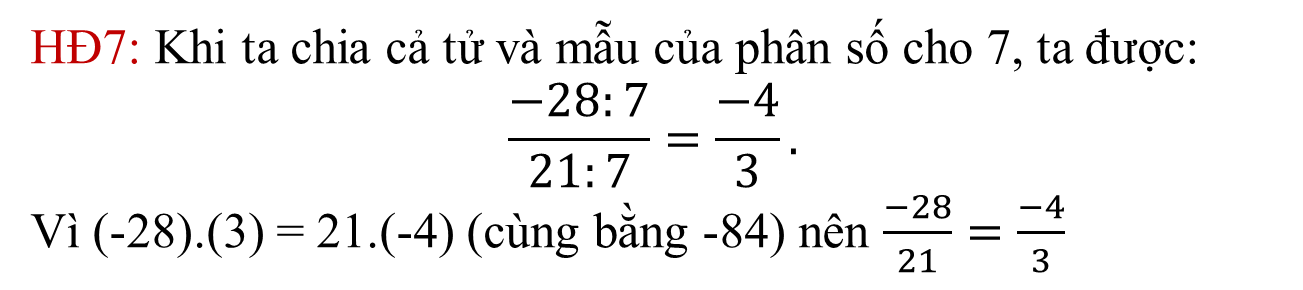 HĐ7: Khi ta chia cả tử và mẫu của phân số cho 7, ta được:
−28:7
21:7 = −4
3 .
Vì (-28).(3) = 21.(-4) (cùng bằng -84) nên −28/21 = −4/3